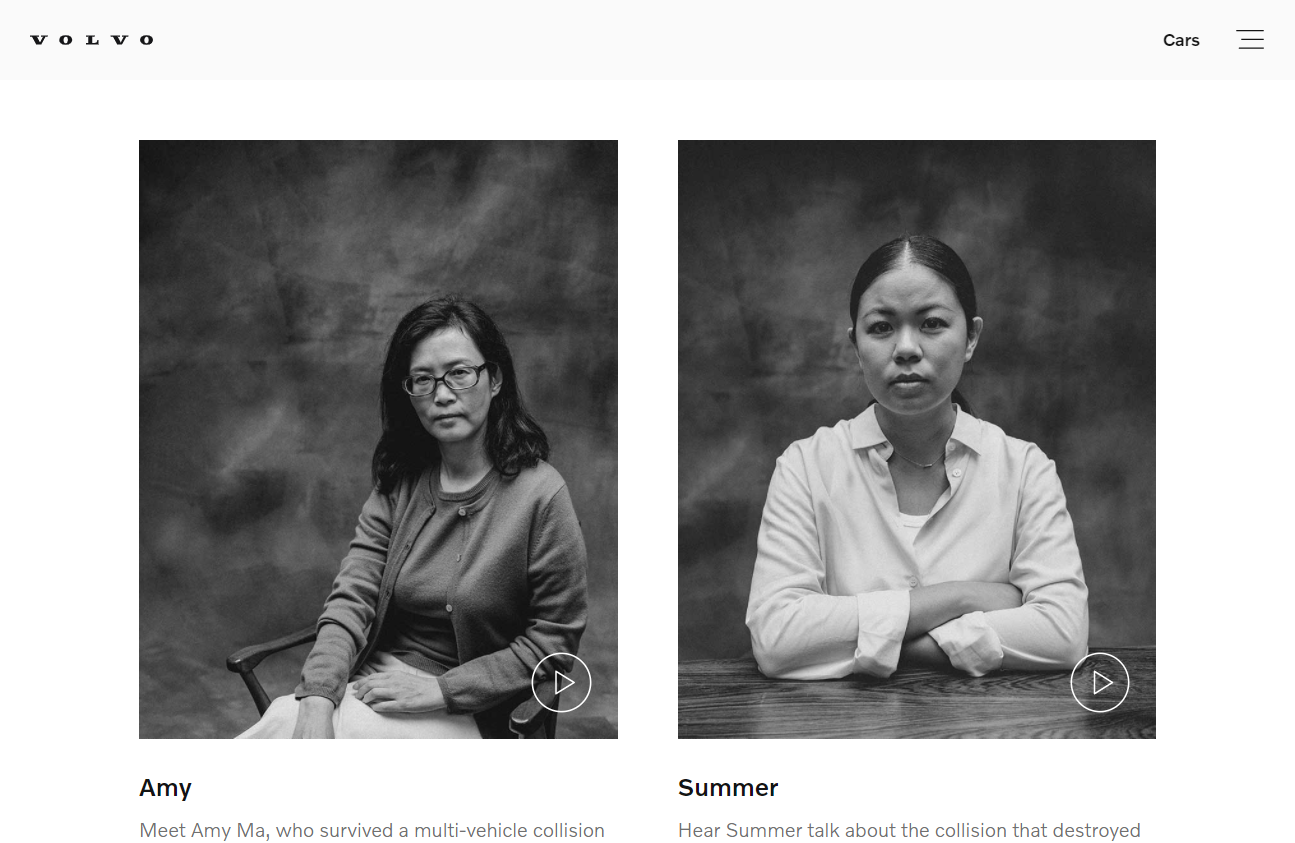 VOLVO
Cars
Amy
Meet Amy Ma, who survived a multi-vehicle collision
Summer
Hear Summer talk about the collision that destroyed